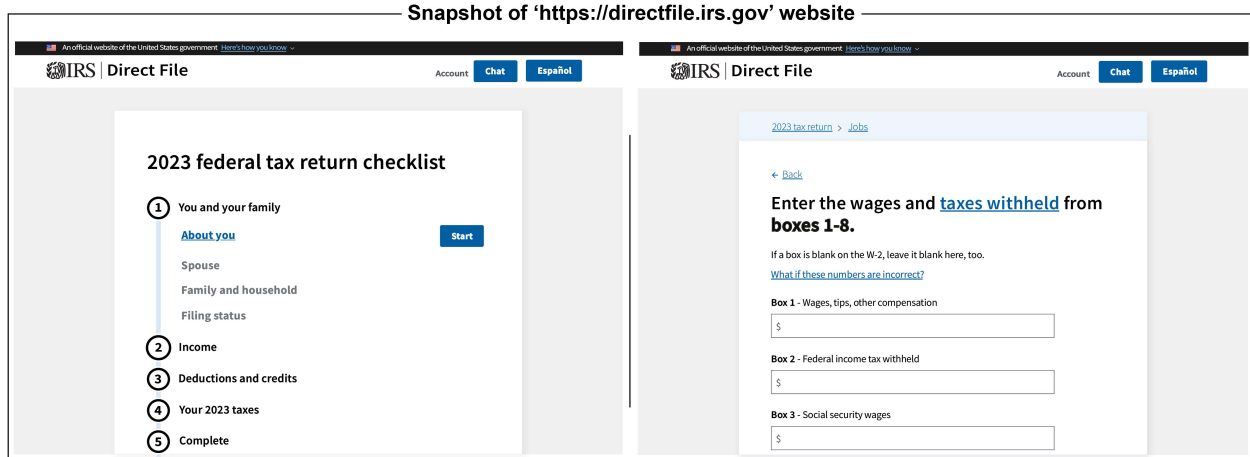 Snapshot of ‘https://directfile.irs.gov’ website
An official website of the United States government Here's how you know
IRS | Direct File
Account Chat Español
2023 federal tax return checklist
1 You and your family
About you Start
Spouse
Family and household
Filing status
2 Income
3 Deductions and credits
4 Your 2023 taxes
5 Complete
An official website of the United States government Here's how you know
IRS | Direct File
Account Chat Español
2023 tax return > Jobs
← Back
Enter the wages and taxes withheld from
boxes 1-8.
If a box is blank on the W-2, leave it blank here, too.
What if these numbers are incorrect?
Box 1 - Wages, tips, other compensation
$
Box 2 - Federal income tax withheld
$
Box 3 - Social security wages
$